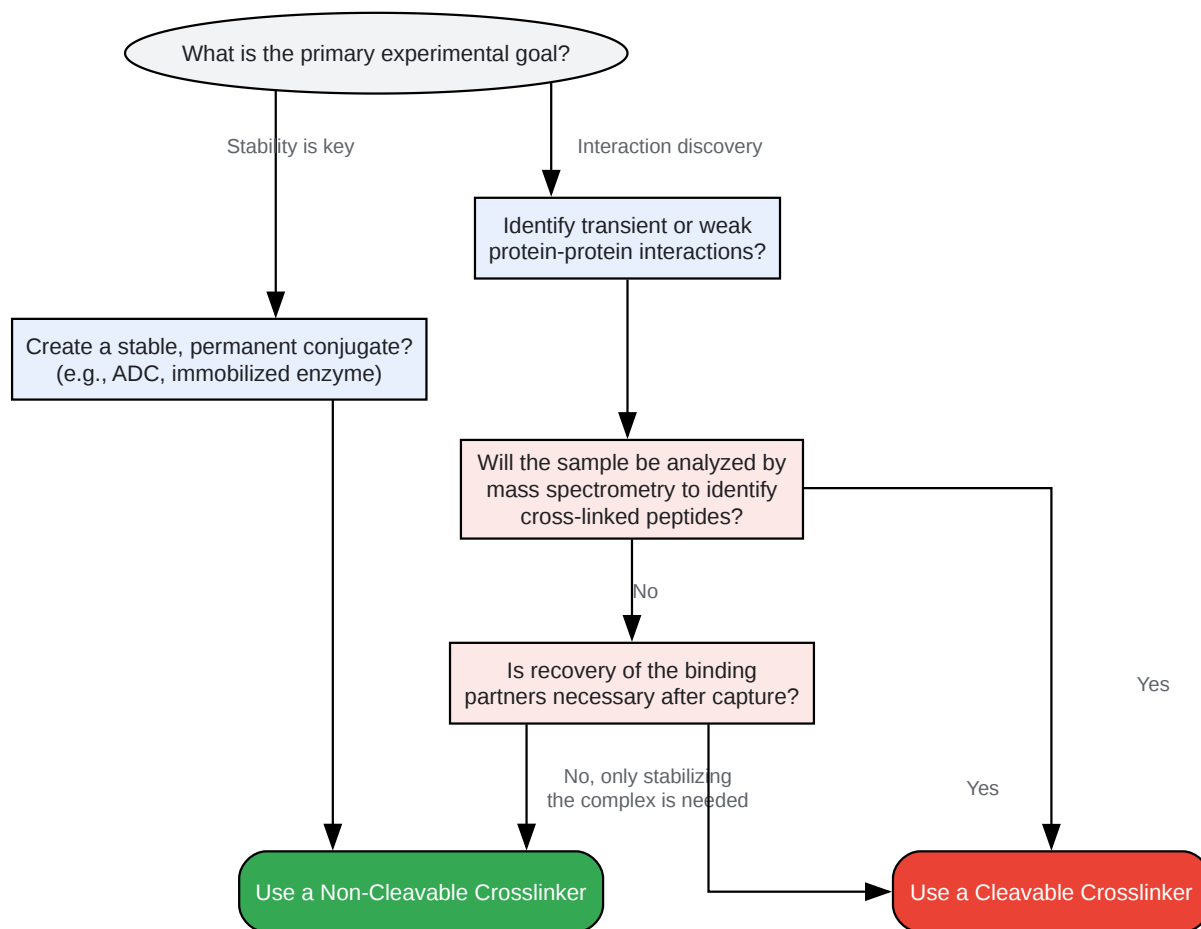 What is the primary experimental goal?
Stability is key
Interaction discovery
Identify transient or weak
protein-protein interactions?
Create a stable, permanent conjugate?
(e.g., ADC, immobilized enzyme)
Will the sample be analyzed by
mass spectrometry to identify
cross-linked peptides?
No
Is recovery of the binding
partners necessary after capture?
Yes
No, only stabilizing
the complex is needed
Yes
Use a Non-Cleavable Crosslinker
Use a Cleavable Crosslinker